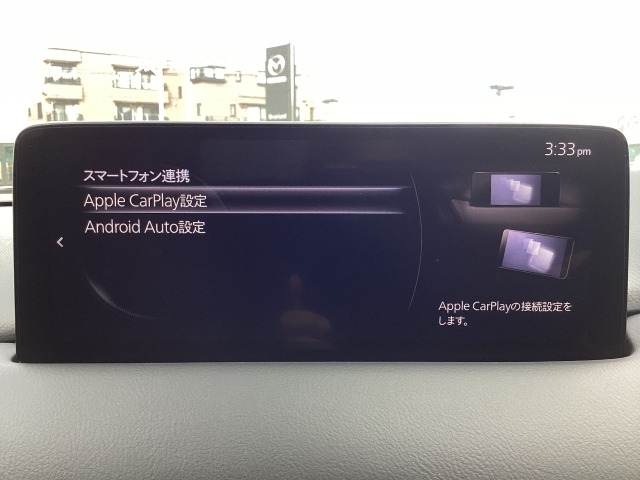 3:33 pm
スマートフォン連携
Apple CarPlay設定
Android Auto設定
Apple CarPlayの接続設定を
します。